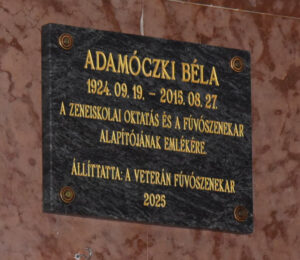 ADAMÓCZKI BÉLA
1924. 09. 19. – 2015. 08. 27.
A ZENEISKOLAI OKTATÁS ÉS A FÚVÓSZENEKAR
ALAPÍTÓJÁNAK EMLÉKÉRE.
ÁLLÍTTATTA: A VETERÁN FÚVÓSZENEKAR
2025